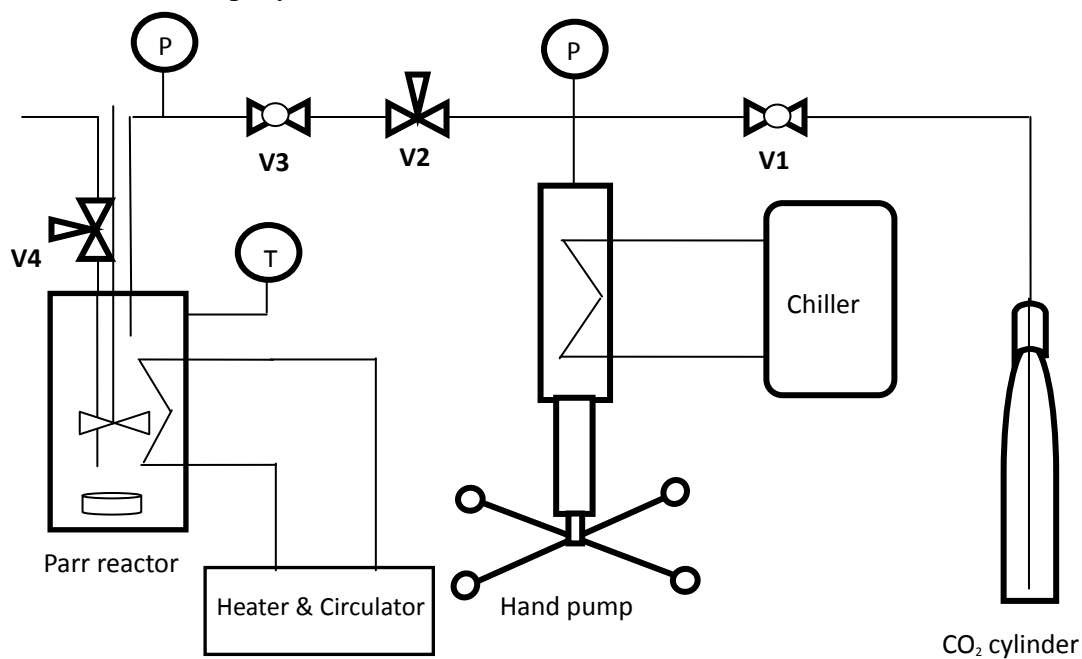 P
P
V3
V2
V1
V4
T
Chiller
Parr reactor
Heater & Circulator
Hand pump
CO₂ cylinder